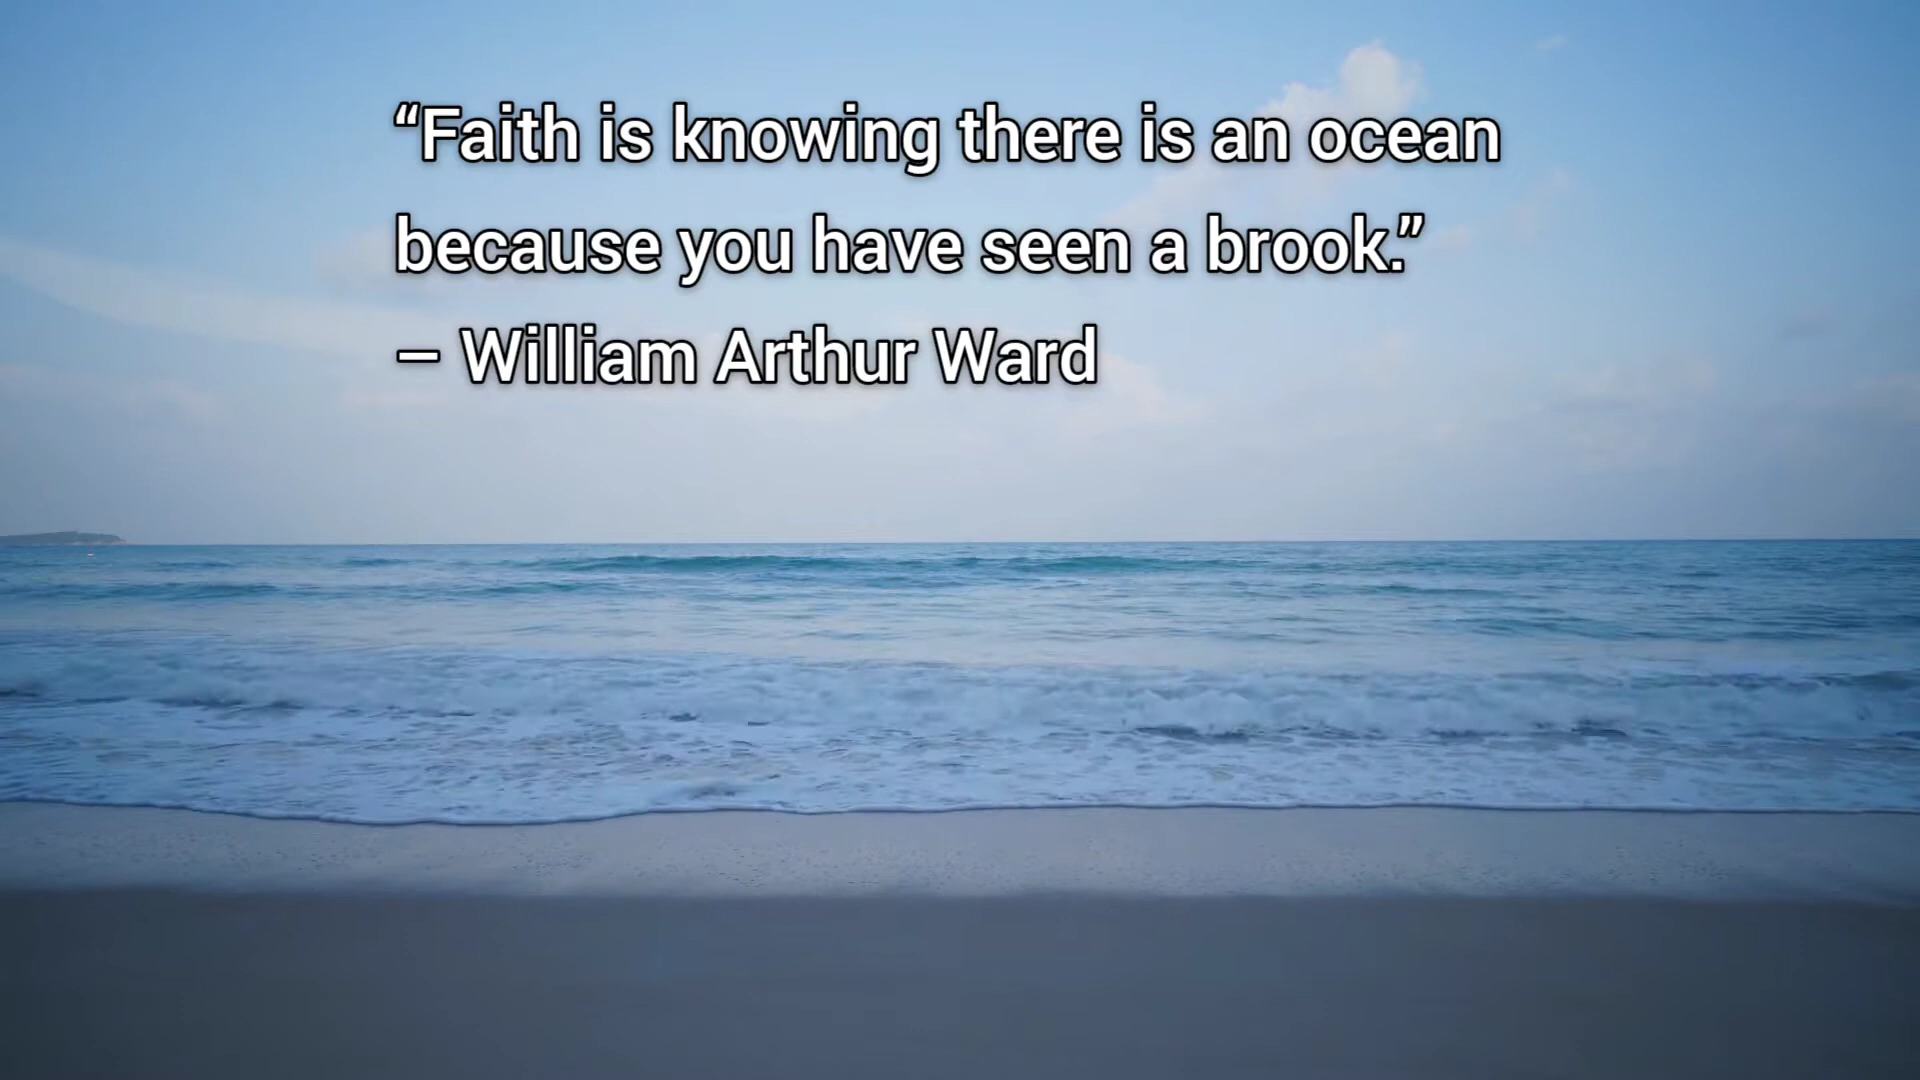 “Faith is knowing there is an ocean
because you have seen a brook.”
– William Arthur Ward